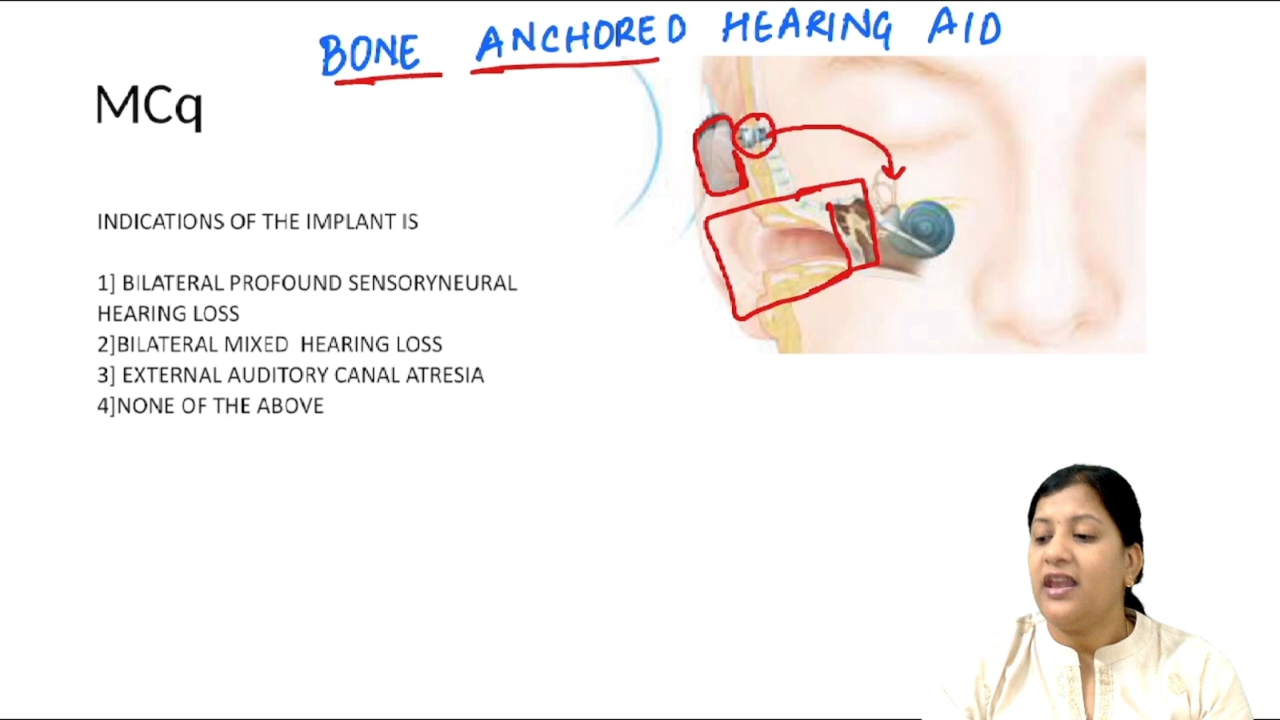 BONE ANCHORED HEARING AID
MCq
INDICATIONS OF THE IMPLANT IS
1] BILATERAL PROFOUND SENSORYNEURAL
HEARING LOSS
2]BILATERAL MIXED HEARING LOSS
3] EXTERNAL AUDITORY CANAL ATRESIA
4]NONE OF THE ABOVE